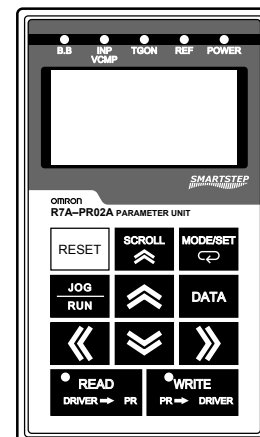 B.B INP TGON REF POWER
VCMP
SMARTSTEP
OMRON
R7A–PR02A PARAMETER UNIT
RESET SCROLL MODE/SET
JOG DATA
RUN
READ WRITE
DRIVER PR PR DRIVER